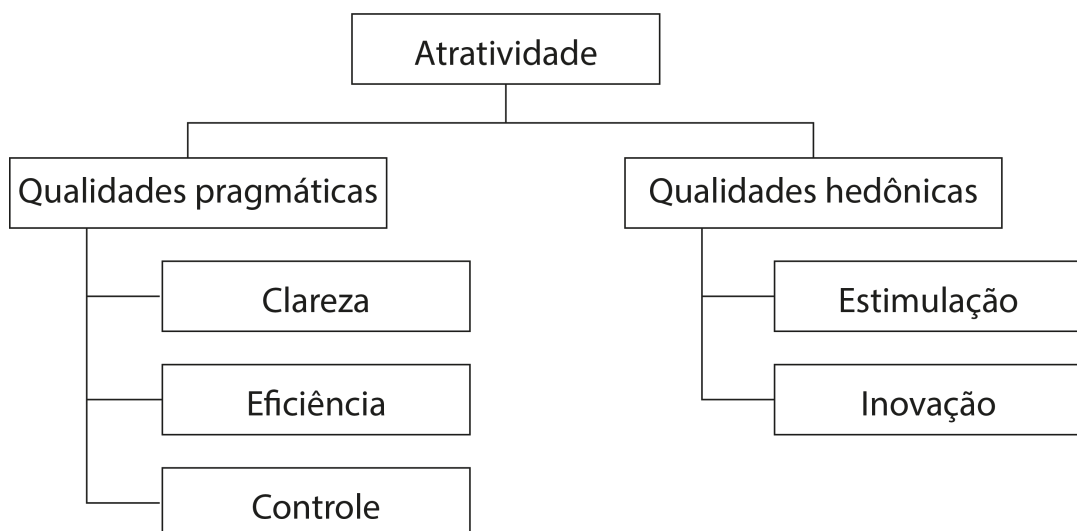 Atratividade
Qualidades pragmáticas
Qualidades hedônicas
Clareza
Estimulação
Eficiência
Inovação
Controle